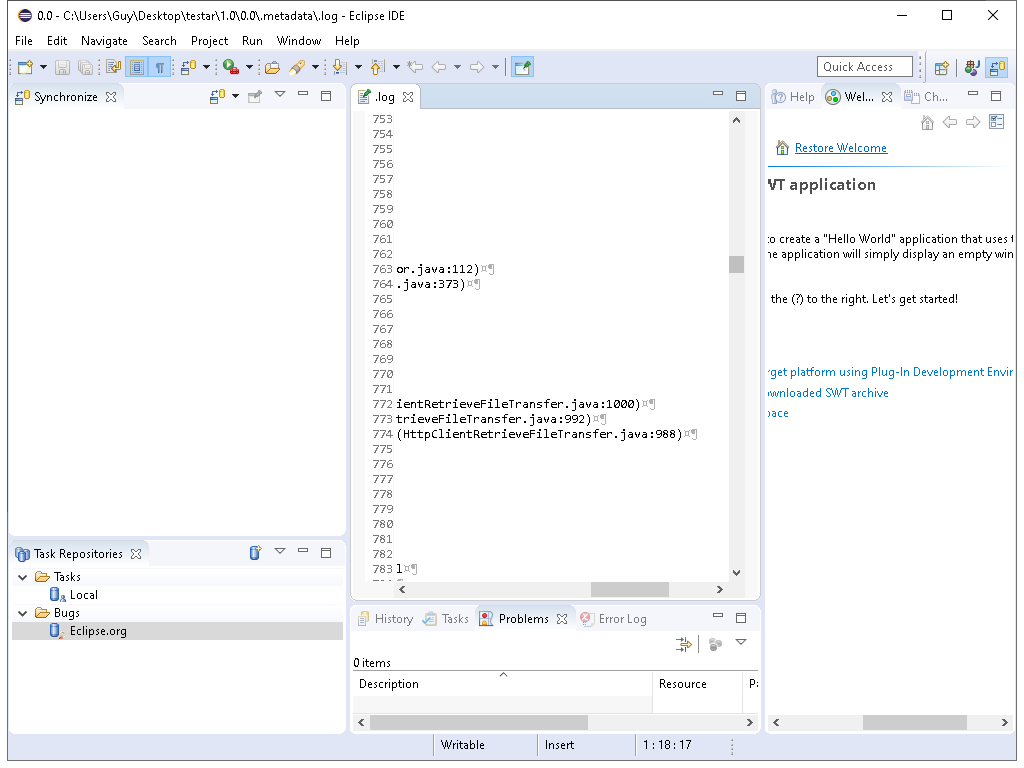 0.0 - C:\Users\Guy\Desktop\testar\1.0\0.0\.metadata\.log - Eclipse IDE
File Edit Navigate Search Project Run Window Help
Quick Access
Synchronize
.log
753
754
755
756
757
758
759
760
761
762
763 or.java:112)¤¶
764 .java:373)¤¶
765
766
767
768
769
770
771
772 ientRetrieveFileTransfer.java:1000)¤¶
773 trieveFileTransfer.java:992)¤¶
774 (HttpClientRetrieveFileTransfer.java:988)¤¶
775
776
777
778
779
780
781
782
783 l¤¶
Help Wel... Ch...
Restore Welcome
WT application
to create a "Hello World" application that uses t
he application will simply display an empty win
the (?) to the right. Let's get started!
rget platform using Plug-In Development Envir
ownloaded SWT archive
pace
Task Repositories
Tasks
Local
Bugs
Eclipse.org
History Tasks Problems Error Log
0 items
Description Resource Pa
Writable Insert 1 : 18 : 17